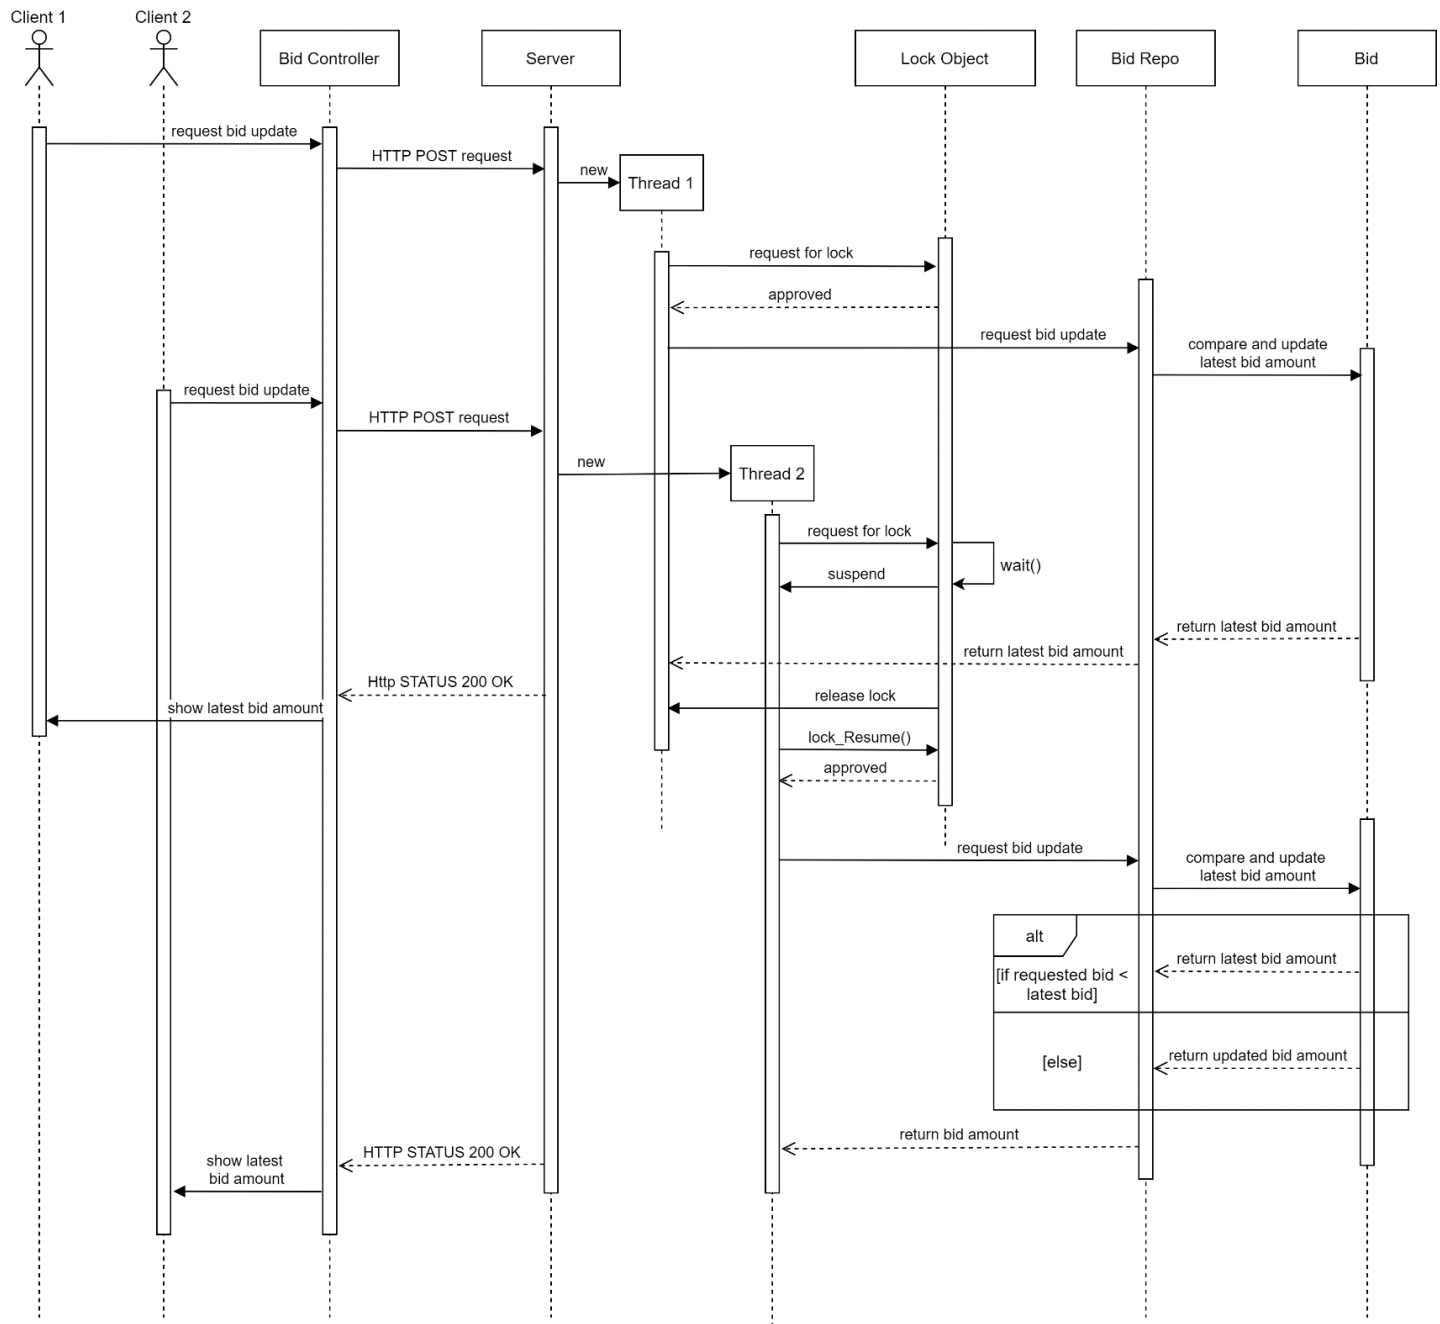 Client 1
Client 2
Bid Controller
Server
Lock Object
Bid Repo
Bid
request bid update
HTTP POST request
new
Thread 1
request for lock
approved
request bid update
compare and update
latest bid amount
request bid update
HTTP POST request
new
Thread 2
request for lock
wait()
suspend
return latest bid amount
return latest bid amount
Http STATUS 200 OK
release lock
show latest bid amount
lock_Resume()
approved
request bid update
compare and update
latest bid amount
alt
return latest bid amount
[if requested bid <
latest bid]
return updated bid amount
[else]
return bid amount
HTTP STATUS 200 OK
show latest
bid amount